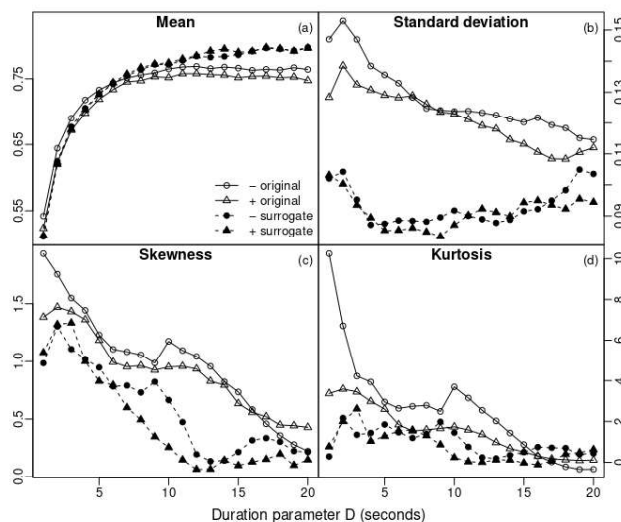 Mean
(a)
Standard deviation
(b)
0.55
0.65
0.75
– original
+ original
– surrogate
+ surrogate
0.09
0.11
0.13
0.15
Skewness
(c)
Kurtosis
(d)
0.0
0.5
1.0
1.5
0
2
4
6
8
10
5
10
15
20
5
10
15
20
Duration parameter D (seconds)